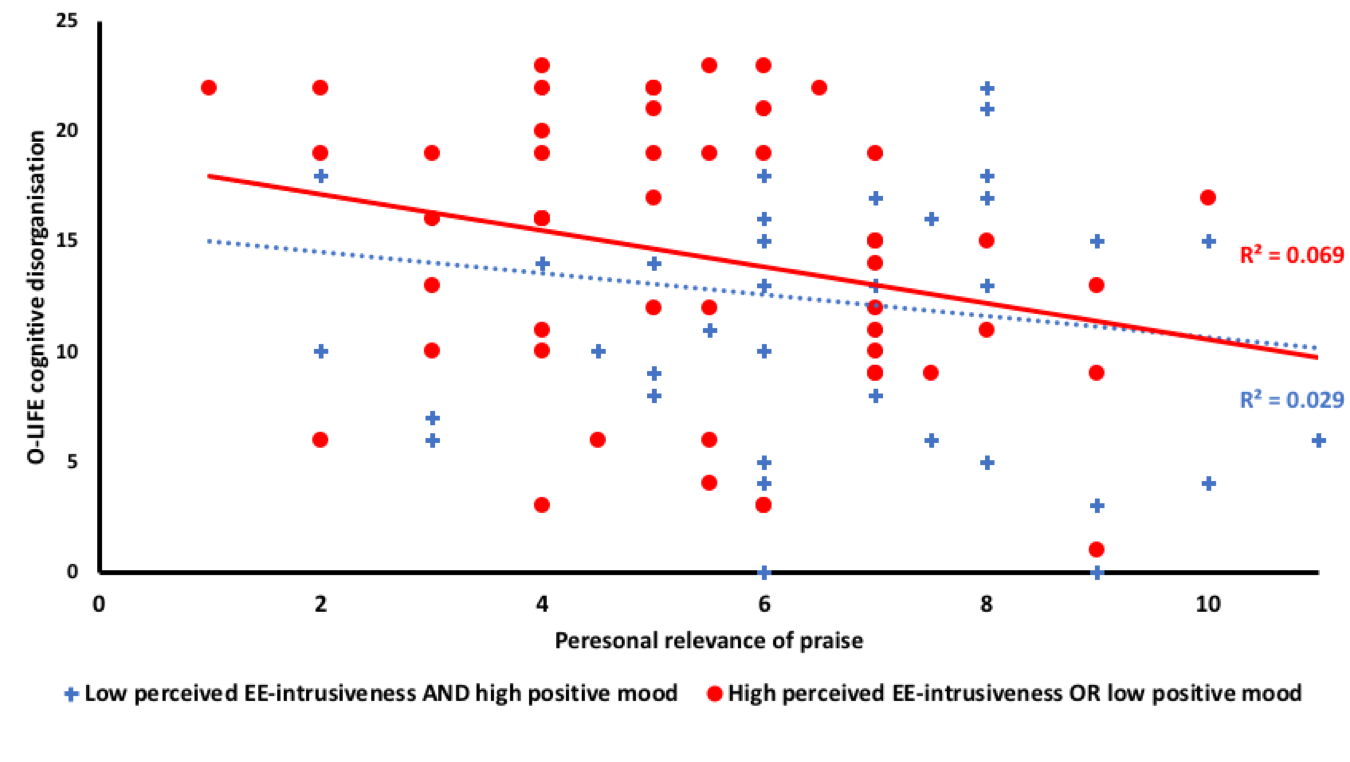 25
20
15
10
5
0
O-LIFE cognitive disorganisation
R² = 0.069
R² = 0.029
0 2 4 6 8 10
Peresonal relevance of praise
Low perceived EE-intrusiveness AND high positive mood High perceived EE-intrusiveness OR low positive mood